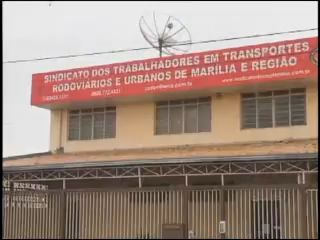 SINDICATO DOS TRABALHADORES EM TRANSPORTES
RODOVIÁRIOS E URBANOS DE MARÍLIA E REGIÃO